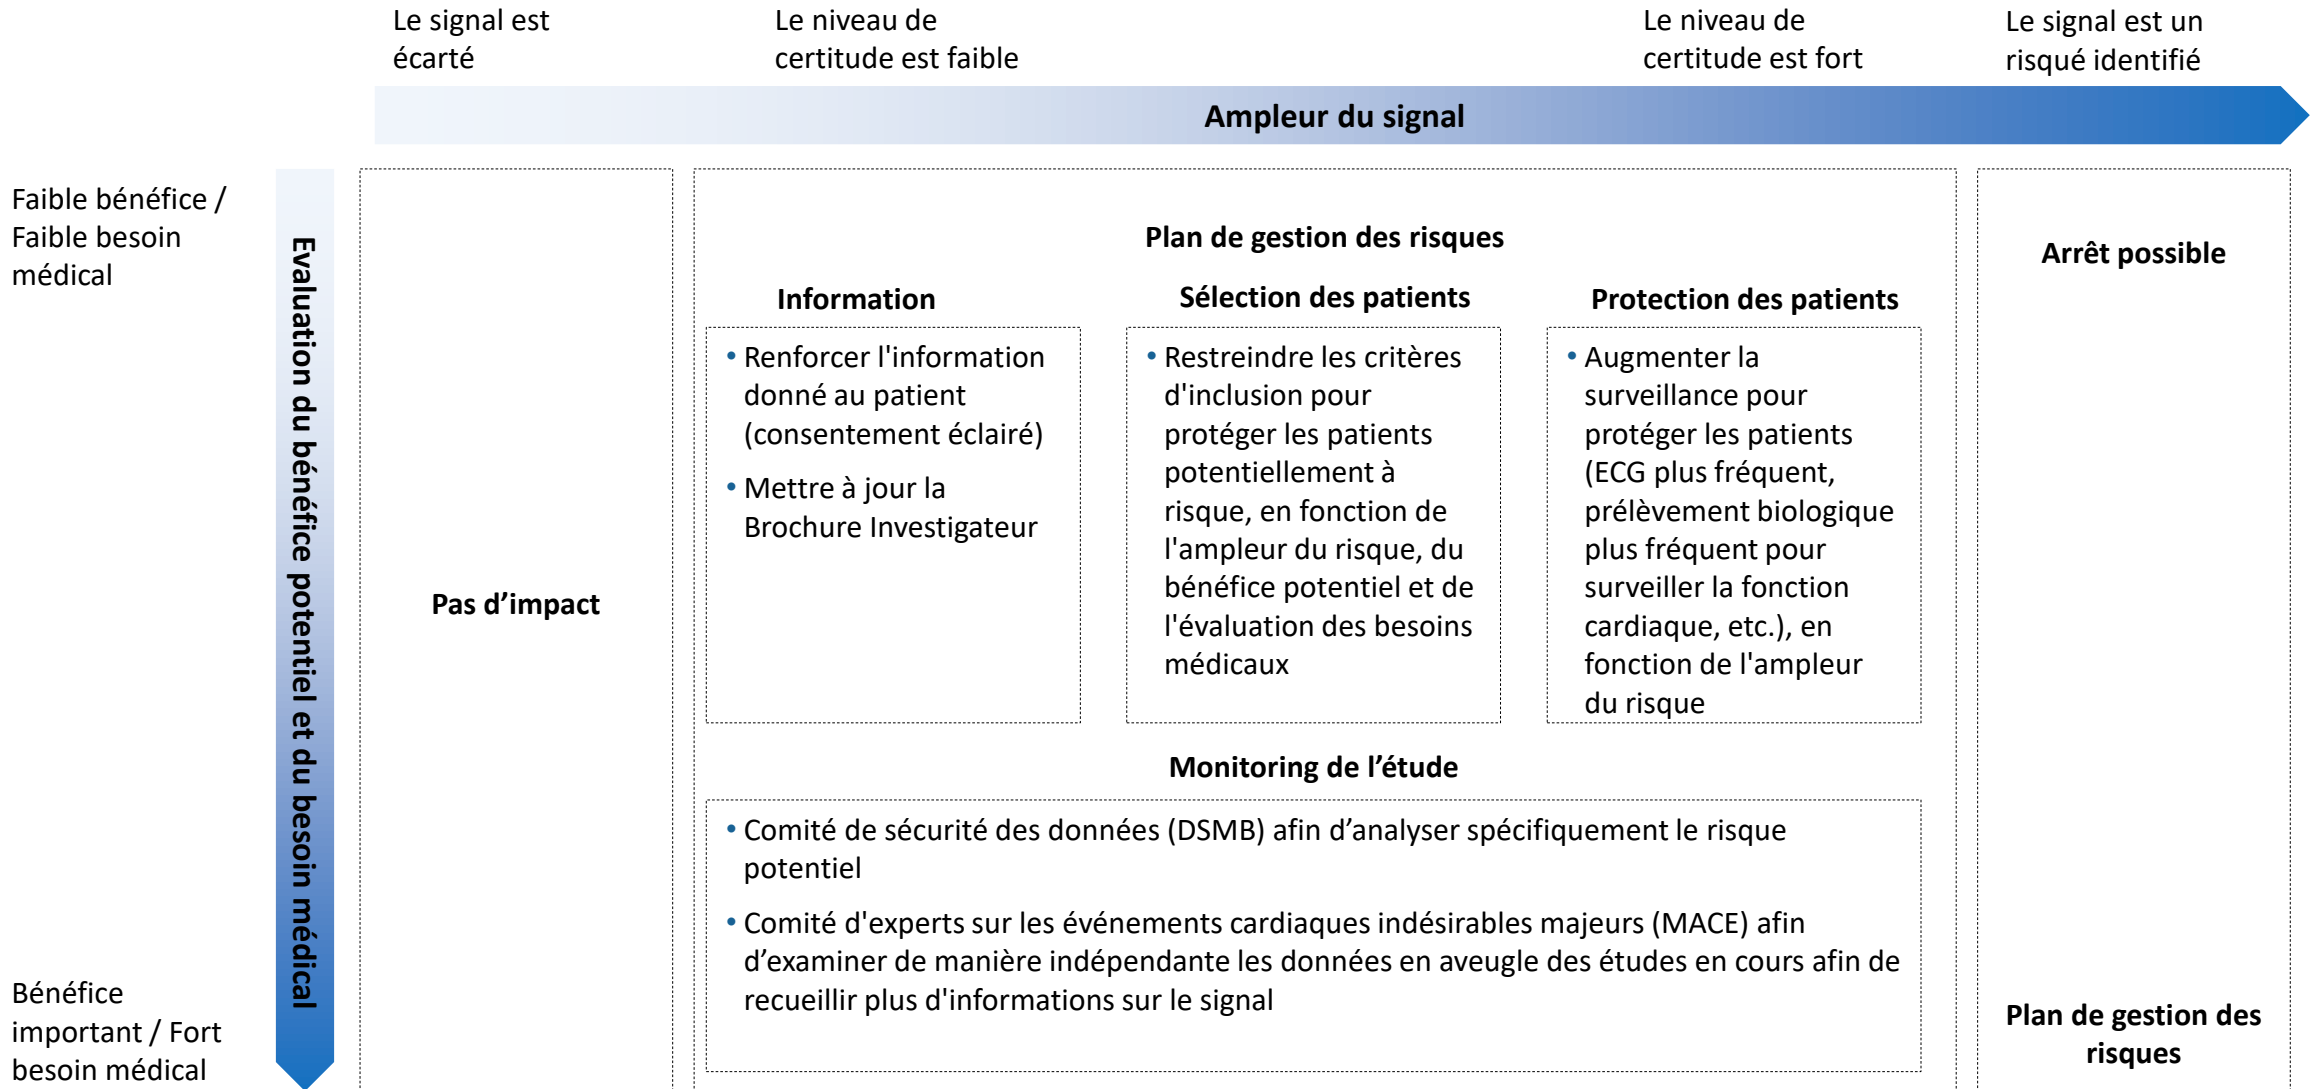 Le signal est
écarté
Le niveau de
certitude est faible
Le niveau de
certitude est fort
Le signal est un
risqué identifié
Ampleur du signal
Faible bénéfice /
Faible besoin
médical
Evaluation du bénéfice potentiel et du besoin médical
Bénéfice
important / Fort
besoin médical
Pas d’impact
Plan de gestion des risques
Information
• Renforcer l'information
donné au patient
(consentement éclairé)
• Mettre à jour la
Brochure Investigateur
Sélection des patients
• Restreindre les critères
d'inclusion pour
protéger les patients
potentiellement à
risque, en fonction de
l'ampleur du risque, du
bénéfice potentiel et de
l'évaluation des besoins
médicaux
Protection des patients
• Augmenter la
surveillance pour
protéger les patients
(ECG plus fréquent,
prélèvement biologique
plus fréquent pour
surveiller la fonction
cardiaque, etc.), en
fonction de l'ampleur
du risque
Monitoring de l’étude
• Comité de sécurité des données (DSMB) afin d’analyser spécifiquement le risque
potentiel
• Comité d'experts sur les événements cardiaques indésirables majeurs (MACE) afin
d’examiner de manière indépendante les données en aveugle des études en cours afin de
recueillir plus d'informations sur le signal
Arrêt possible
Plan de gestion des
risques